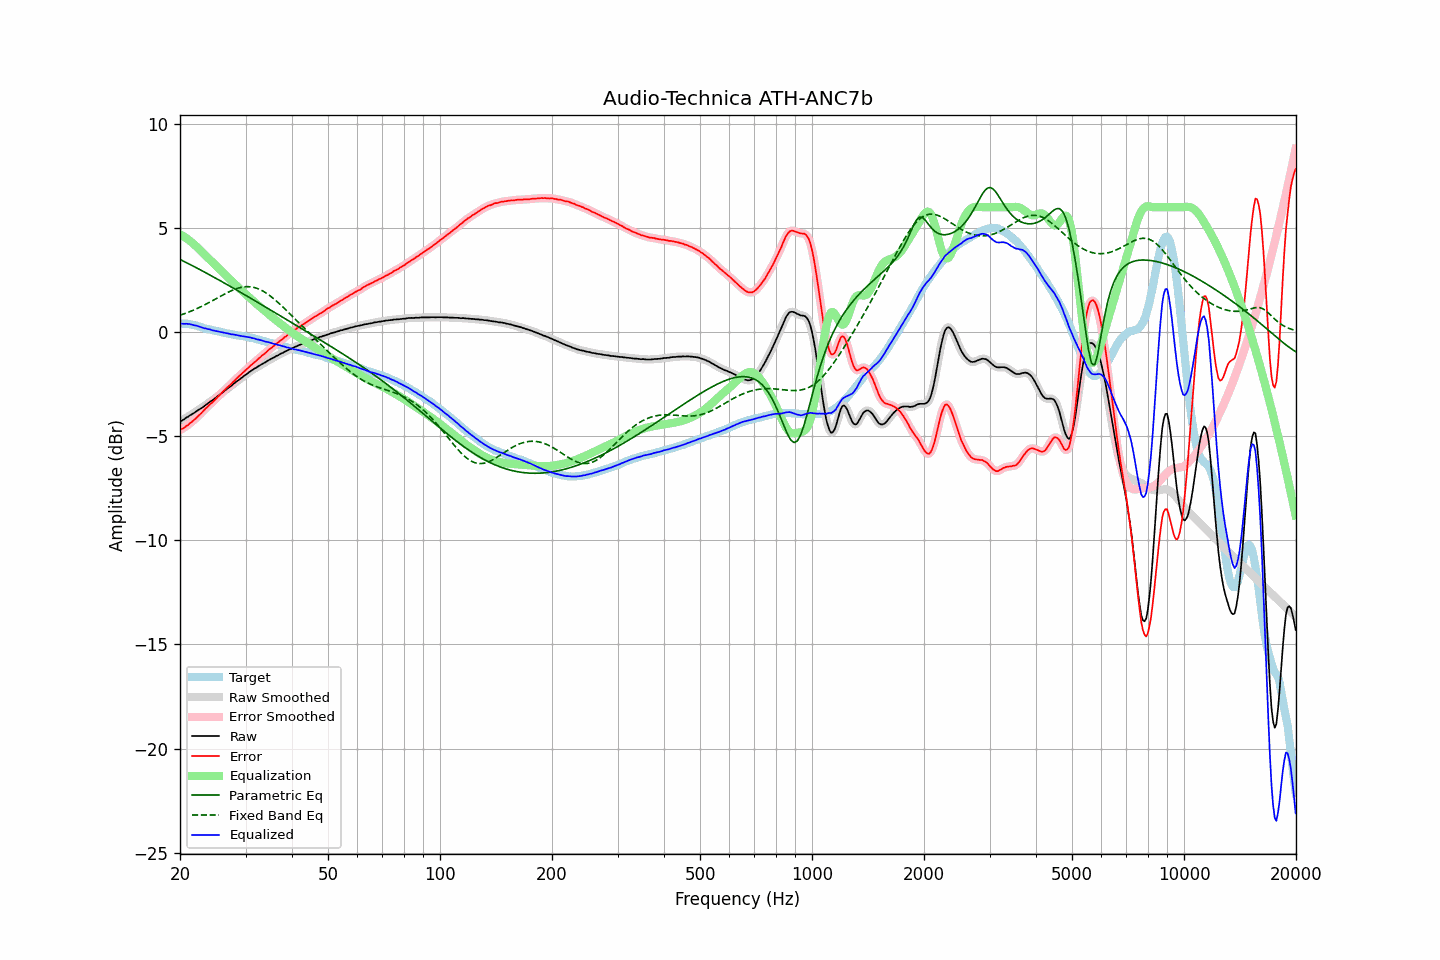 Audio-Technica ATH-ANC7b
10
5
0
−5
−10
−15
−20
−25
Amplitude (dBr)
Target
Raw Smoothed
Error Smoothed
Raw
Error
Equalization
Parametric Eq
Fixed Band Eq
Equalized
20 50 100 200 500 1000 2000 5000 10000 20000
Frequency (Hz)